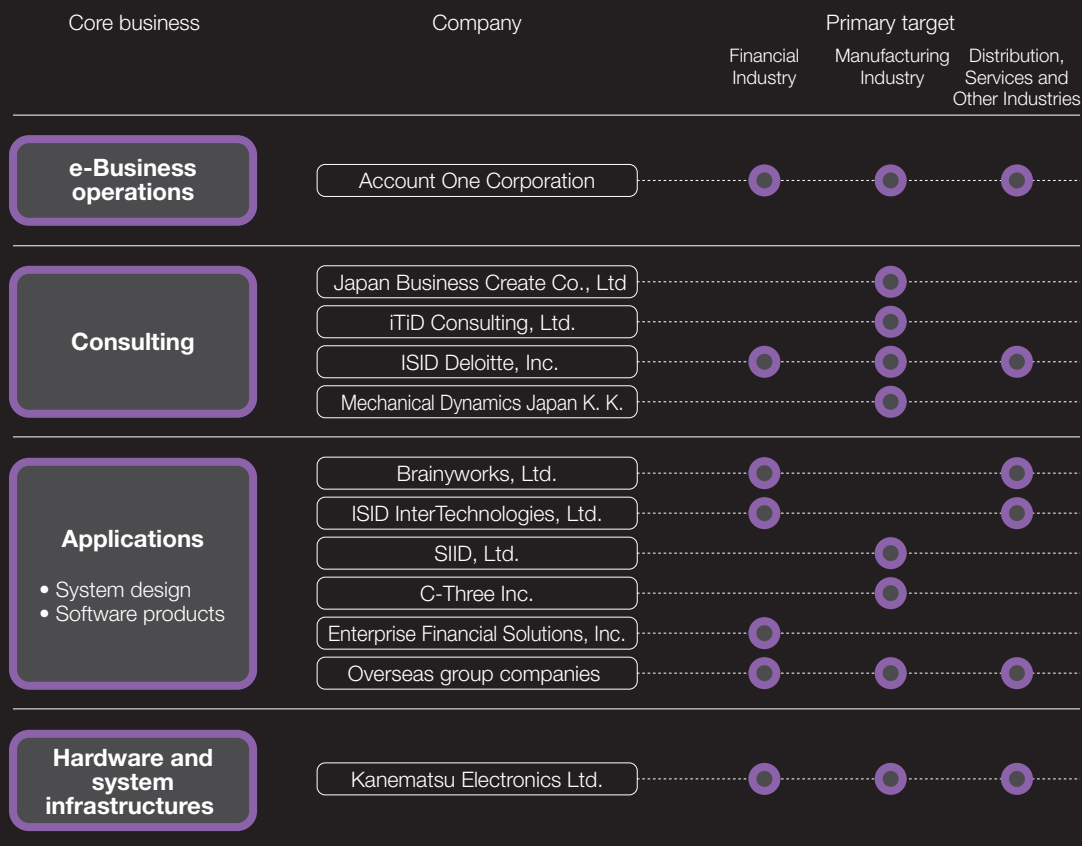 Core business
Company
Primary target
Financial
Industry
Manufacturing
Industry
Distribution,
Services and
Other Industries
e-Business
operations
Account One Corporation
Consulting
Japan Business Create Co., Ltd
iTiD Consulting, Ltd.
ISID Deloitte, Inc.
Mechanical Dynamics Japan K. K.
Applications
• System design
• Software products
Brainyworks, Ltd.
ISID InterTechnologies, Ltd.
SIID, Ltd.
C-Three Inc.
Enterprise Financial Solutions, Inc.
Overseas group companies
Hardware and
system
infrastructures
Kanematsu Electronics Ltd.